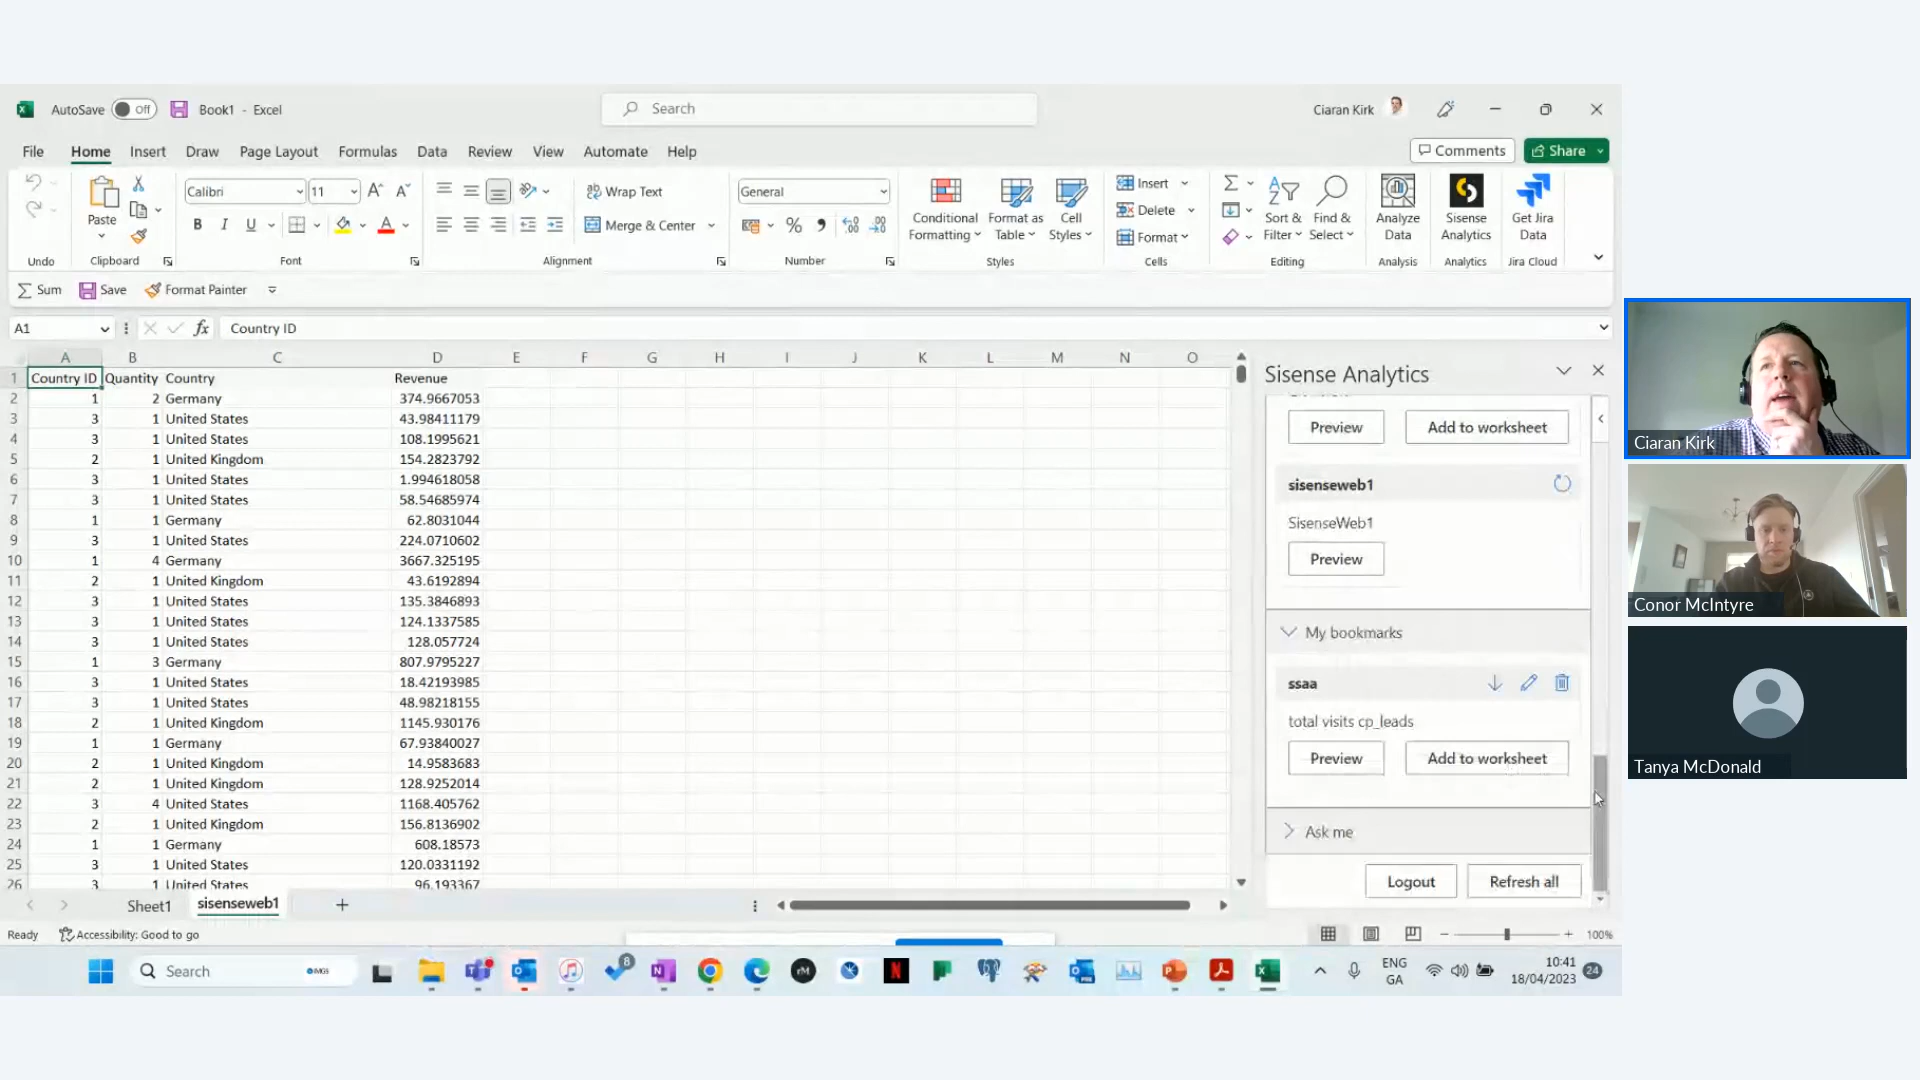 AutoSave Off Book1 - Excel Search Ciaran Kirk
File Home Insert Draw Page Layout Formulas Data Review View Automate Help Comments Share
Calibri 11 Wrap Text General Insert
Paste Conditional Format as Cell Delete Sort & Find & Analyze Sisense Get Jira
B I U Merge & Center % Formatting Table Styles Format Filter Select Data Analytics Data
Undo Clipboard Font Alignment Number Styles Cells Editing Analysis Analytics Jira Cloud
Sum Save Format Painter
A1 fx Country ID
A B C D E F G H I J K L M N O
1 Country ID Quantity Country Revenue
2 1 2 Germany 374.9667053
3 3 1 United States 43.98411179
4 3 1 United States 108.1995621
5 2 1 United Kingdom 154.2823792
6 3 1 United States 1.994618058
7 3 1 United States 58.54685974
8 1 1 Germany 62.8031044
9 3 1 United States 224.0710602
10 1 4 Germany 3667.325195
11 2 1 United Kingdom 43.6192894
12 3 1 United States 135.3846893
13 3 1 United States 124.1337585
14 3 1 United States 128.057724
15 1 3 Germany 807.9795227
16 3 1 United States 18.42193985
17 3 1 United States 48.98218155
18 2 1 United Kingdom 1145.930176
19 1 1 Germany 67.93840027
20 2 1 United Kingdom 14.9583683
21 2 1 United Kingdom 128.9252014
22 3 4 United States 1168.405762
23 2 1 United Kingdom 156.8136902
24 1 1 Germany 608.18573
25 3 1 United States 120.0331192
26 3 1 United States 96.193367
Sheet1 sisenseweb1
Ready Accessibility: Good to go 100%
Sisense Analytics
Preview Add to worksheet
sisenseweb1
SisenseWeb1
Preview
My bookmarks
ssaa
total visits cp_leads
Preview Add to worksheet
Ask me
Logout Refresh all
Search 8 N rM N ENG 10:41
GA 18/04/2023 24
Ciaran Kirk
Conor McIntyre
Tanya McDonald